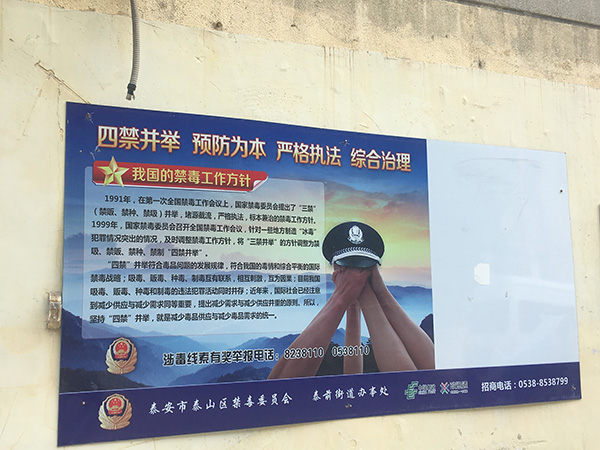 四禁并举 预防为本 严格执法 综合治理
我国的禁毒工作方针
1991年，在第一次全国禁毒工作会议上，国家禁毒委员会提出了“三禁”
（禁贩、禁种、禁吸）并举，堵源截流，严格执法，标本兼治的禁毒工作方针。
1999年，国家禁毒委员会召开全国禁毒工作会议，针对一些地方制造“冰毒”
犯罪情况突出的情况，及时调整禁毒工作方针，将“三禁并举”的方针调整为禁
吸、禁贩、禁种、禁制“四禁并举”。
“四禁”并举符合毒品问题的发展规律，符合我国的毒情和综合平衡的国际
禁毒战略；吸毒、贩毒、种毒、制毒互有联系，相互刺激，互为因果；目前我国
吸毒、贩毒、种毒和制毒的违法犯罪活动同时并存；近年来，国际社会已经注意
到减少供应与减少需求同等重要，提出减少需求与减少供应并重的原则。所以，
坚持“四禁”并举，就是减少毒品供应与减少毒品需求的统一。
涉毒线索有奖举报电话：8238110 0538110
泰安市泰山区禁毒委员会 泰前街道办事处
招商电话：0538-8538799